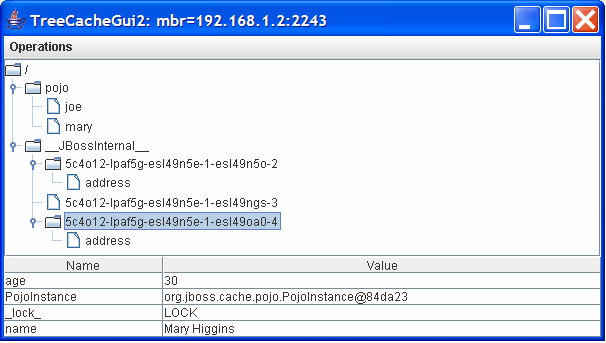 TreeCacheGui2: mbr=192.168.1.2:2243
Operations
/
pojo
joe
mary
__JBossInternal__
5c4o12-lpaf5g-esl49n5e-1-esl49n5o-2
address
5c4o12-lpaf5g-esl49n5e-1-esl49ngs-3
5c4o12-lpaf5g-esl49n5e-1-esl49oa0-4
address
Name Value
age 30
PojoInstance org.jboss.cache.pojo.PojoInstance@84da23
_lock_ LOCK
name Mary Higgins